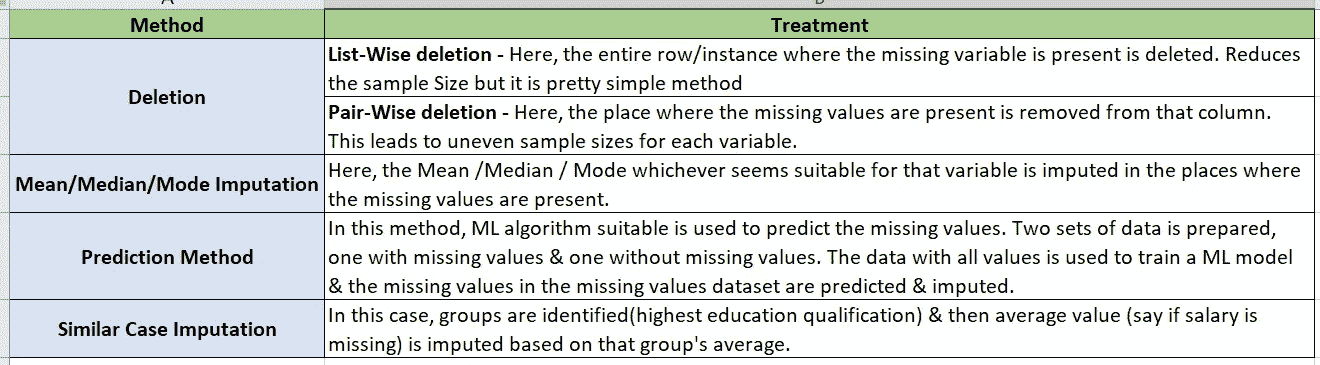 Method
Treatment
Deletion
List-Wise deletion - Here, the entire row/instance where the missing variable is present is deleted. Reduces
the sample Size but it is pretty simple method
Pair-Wise deletion - Here, the place where the missing values are present is removed from that column.
This leads to uneven sample sizes for each variable.
Mean/Median/Mode Imputation
Here, the Mean /Median / Mode whichever seems suitable for that variable is imputed in the places where
the missing values are present.
Prediction Method
In this method, ML algorithm suitable is used to predict the missing values. Two sets of data is prepared,
one with missing values & one without missing values. The data with all values is used to train a ML model
& the missing values in the missing values dataset are predicted & imputed.
Similar Case Imputation
In this case, groups are identified(highest education qualification) & then average value (say if salary is
missing) is imputed based on that group's average.